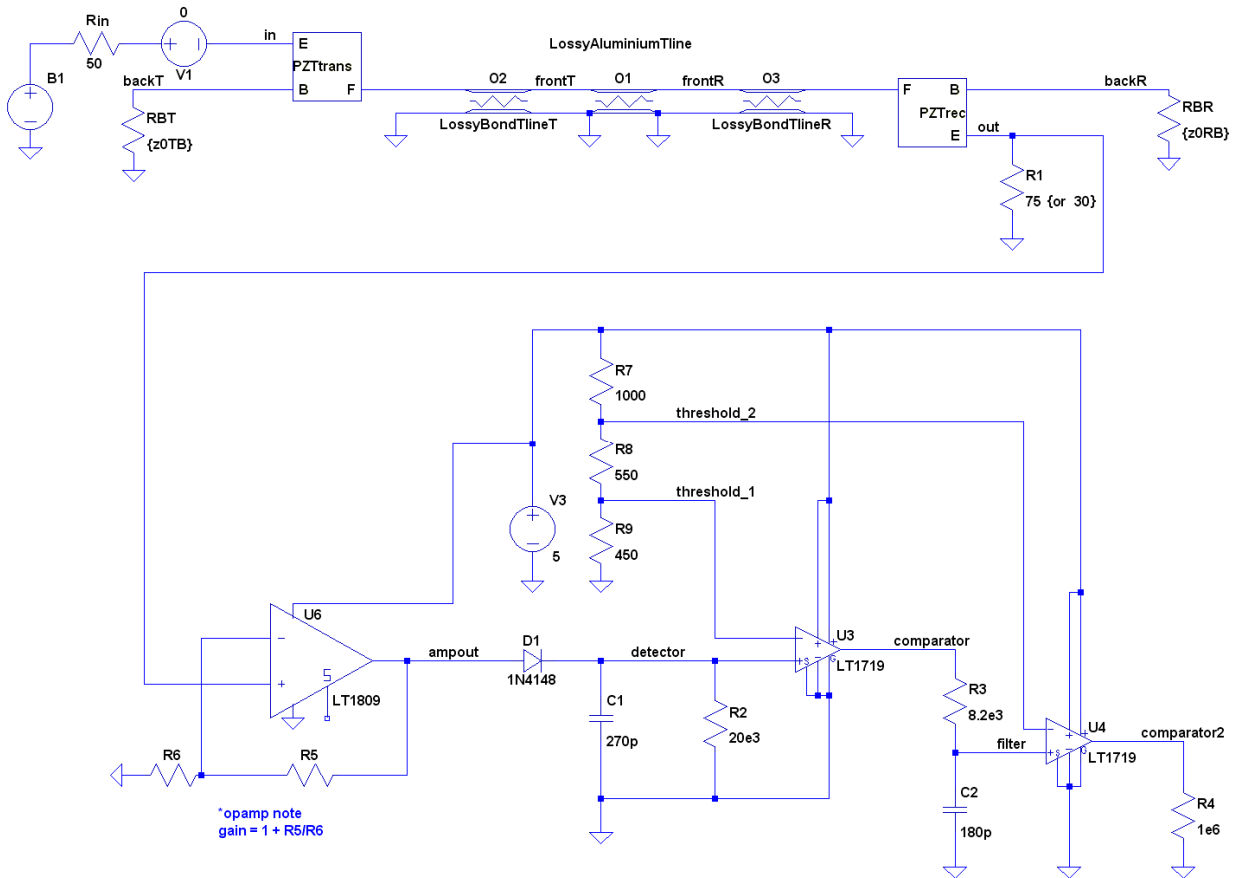 0
Rin
in
E
LossyAluminiumTline
50
V1
PZTtrans
B1
backT
B
F
O2
frontT
O1
frontR
O3
F
B
backR
RBT
PZTrec
RBR
{z0TB}
LossyBondTlineT
LossyBondTlineR
E
out
{z0RB}
R1
75 {or 30}
R7
1000
threshold_2
R8
550
V3
threshold_1
R9
450
5
U6
D1
U3
ampout
detector
comparator
LT1719
S
G
LT1809
1N4148
C1
R2
R3
8.2e3
270p
20e3
U4
filter
comparator2
S
G
LT1719
R6
R5
C2
R4
180p
1e6
*opamp note
gain = 1 + R5/R6